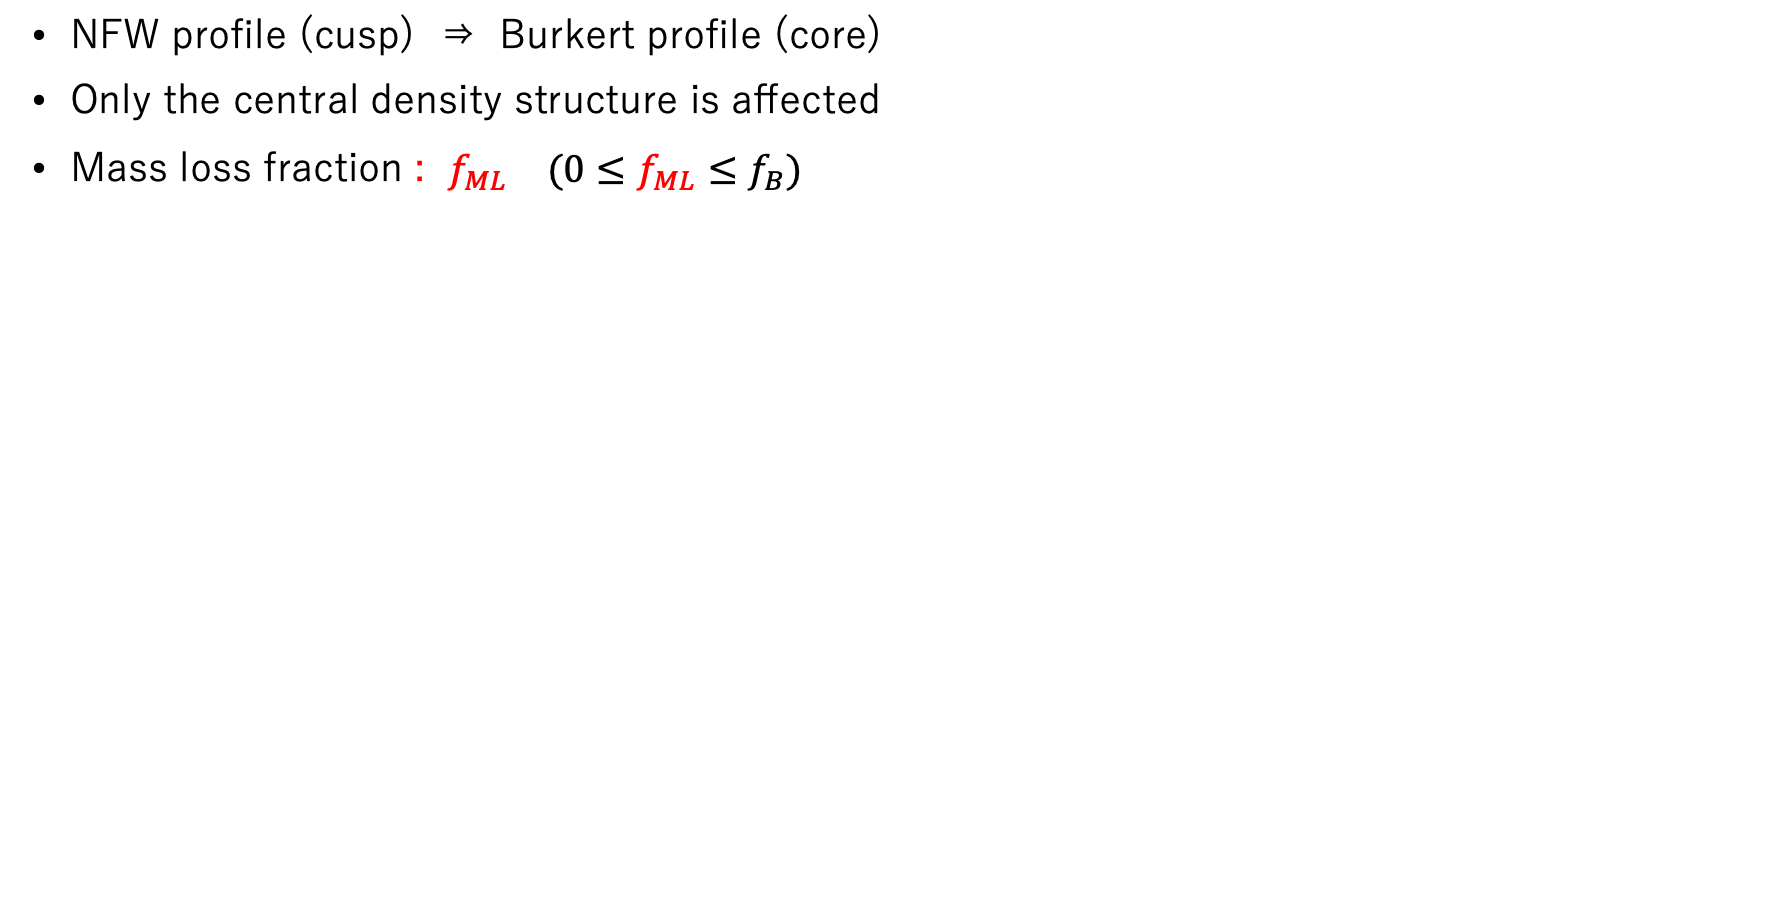 • NFW profile (cusp) ⇒ Burkert profile (core)
• Only the central density structure is affected
• Mass loss fraction : f_ML (0 ≤ f_ML ≤ f_B)